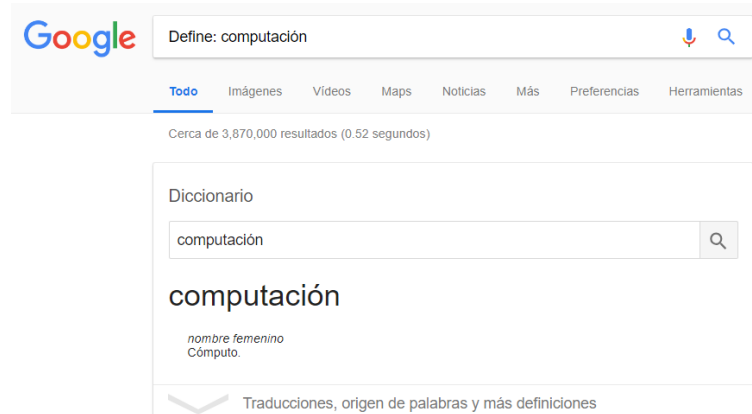 Google
Define: computación
Todo Imágenes Vídeos Maps Noticias Más Preferencias Herramientas
Cerca de 3,870,000 resultados (0.52 segundos)
Diccionario
computación
computación
nombre femenino
Cómputo.
Traducciones, origen de palabras y más definiciones